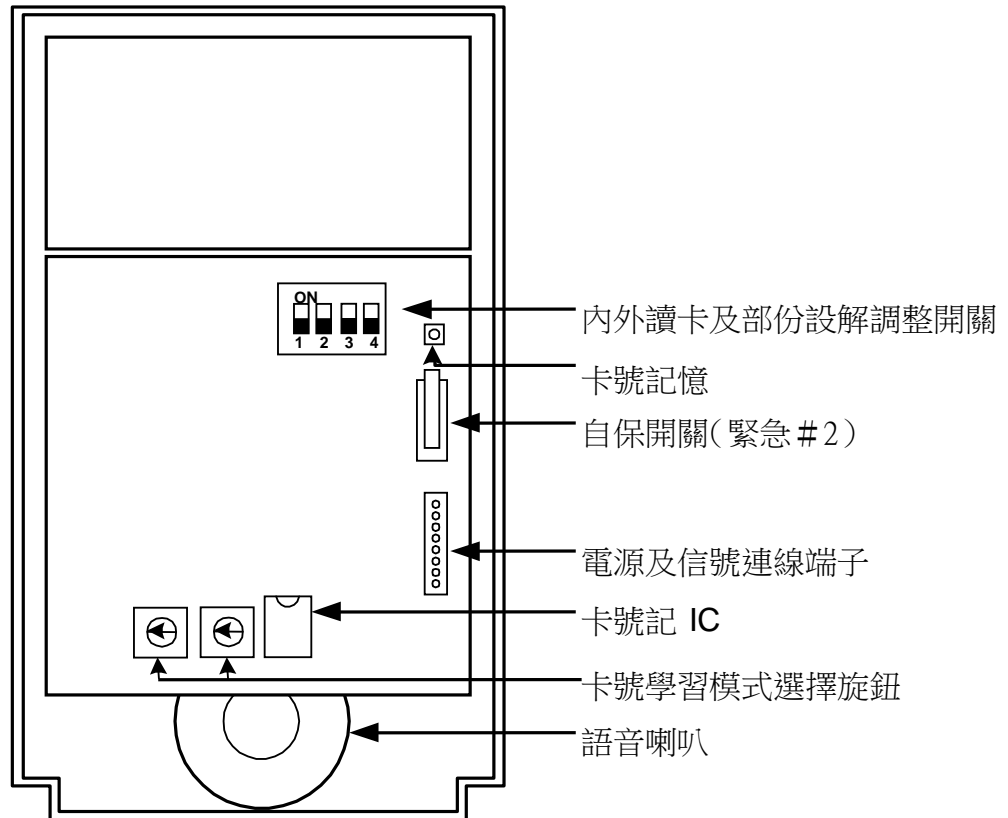 ON
1 2 3 4
內外讀卡及部份設解調整開關
卡號記憶
自保開關(緊急#2)
電源及信號連線端子
卡號記 IC
卡號學習模式選擇旋鈕
語音喇叭